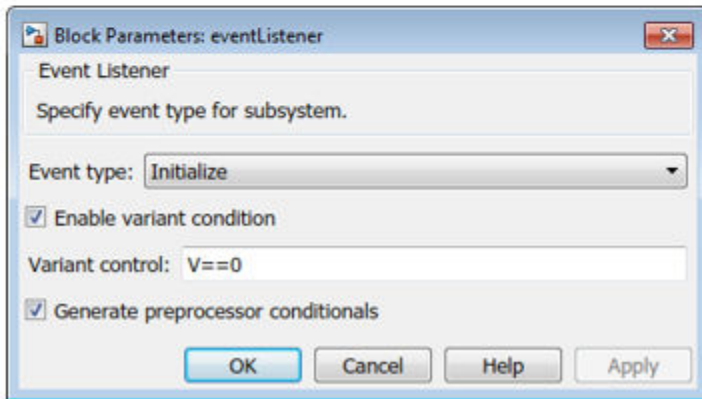 Block Parameters: eventListener
Event Listener
Specify event type for subsystem.
Event type: Initialize
Enable variant condition
Variant control: V==0
Generate preprocessor conditionals
OK Cancel Help Apply